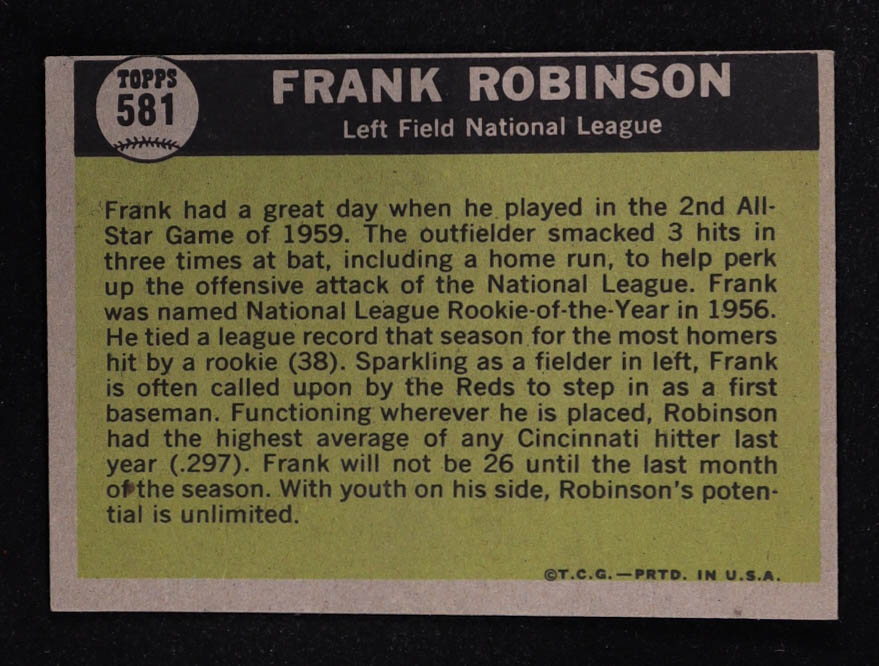 TOPPS
581
FRANK ROBINSON
Left Field National League
Frank had a great day when he played in the 2nd All-
Star Game of 1959. The outfielder smacked 3 hits in
three times at bat, including a home run, to help perk
up the offensive attack of the National League. Frank
was named National League Rookie-of-the-Year in 1956.
He tied a league record that season for the most homers
hit by a rookie (38). Sparkling as a fielder in left, Frank
is often called upon by the Reds to step in as a first
baseman. Functioning wherever he is placed, Robinson
had the highest average of any Cincinnati hitter last
year (.297). Frank will not be 26 until the last month
of the season. With youth on his side, Robinson's poten-
tial is unlimited.
©T.C.G.—PRTD. IN U.S.A.